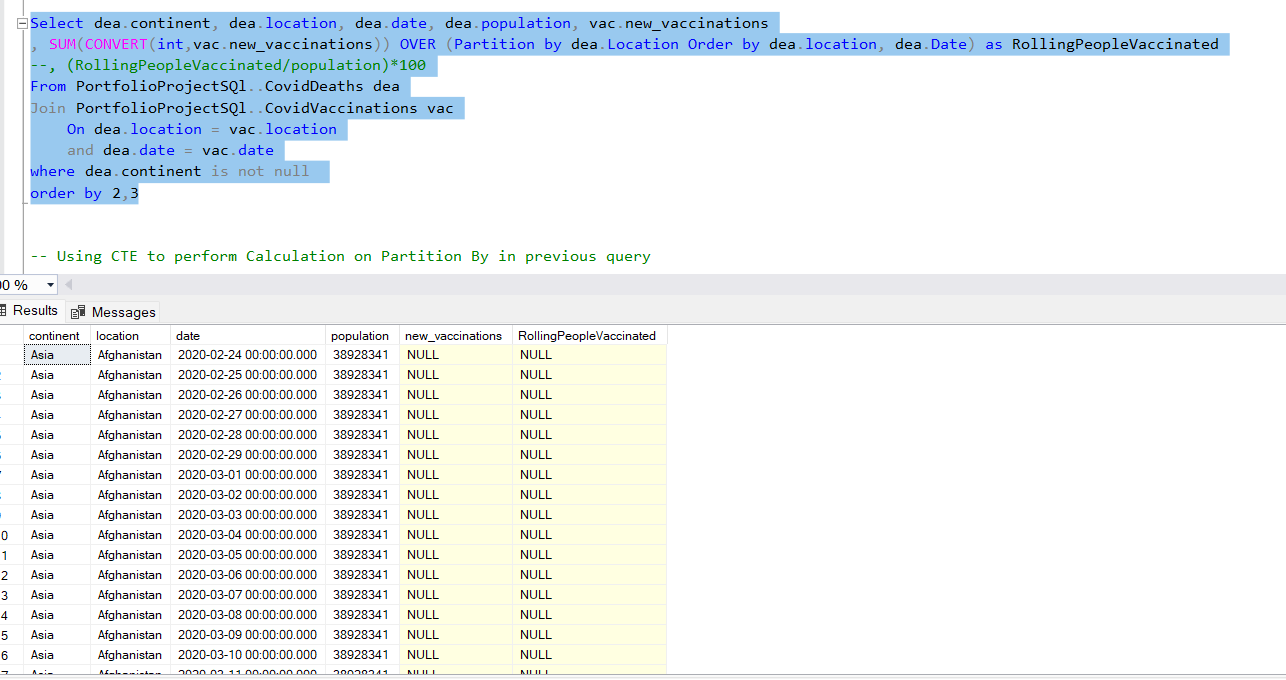 Select dea.continent, dea.location, dea.date, dea.population, vac.new_vaccinations
, SUM(CONVERT(int,vac.new_vaccinations)) OVER (Partition by dea.Location Order by dea.location, dea.Date) as RollingPeopleVaccinated
--, (RollingPeopleVaccinated/population)*100
From PortfolioProjectSQl..CovidDeaths dea
Join PortfolioProjectSQl..CovidVaccinations vac
On dea.location = vac.location
and dea.date = vac.date
where dea.continent is not null
order by 2,3
-- Using CTE to perform Calculation on Partition By in previous query
00 %
Results Messages
continent location date population new_vaccinations RollingPeopleVaccinated
Asia Afghanistan 2020-02-24 00:00:00.000 38928341 NULL NULL
2 Asia Afghanistan 2020-02-25 00:00:00.000 38928341 NULL NULL
Asia Afghanistan 2020-02-26 00:00:00.000 38928341 NULL NULL
Asia Afghanistan 2020-02-27 00:00:00.000 38928341 NULL NULL
Asia Afghanistan 2020-02-28 00:00:00.000 38928341 NULL NULL
Asia Afghanistan 2020-02-29 00:00:00.000 38928341 NULL NULL
7 Asia Afghanistan 2020-03-01 00:00:00.000 38928341 NULL NULL
Asia Afghanistan 2020-03-02 00:00:00.000 38928341 NULL NULL
Asia Afghanistan 2020-03-03 00:00:00.000 38928341 NULL NULL
0 Asia Afghanistan 2020-03-04 00:00:00.000 38928341 NULL NULL
1 Asia Afghanistan 2020-03-05 00:00:00.000 38928341 NULL NULL
2 Asia Afghanistan 2020-03-06 00:00:00.000 38928341 NULL NULL
3 Asia Afghanistan 2020-03-07 00:00:00.000 38928341 NULL NULL
4 Asia Afghanistan 2020-03-08 00:00:00.000 38928341 NULL NULL
5 Asia Afghanistan 2020-03-09 00:00:00.000 38928341 NULL NULL
6 Asia Afghanistan 2020-03-10 00:00:00.000 38928341 NULL NULL
7 Asia Afghanistan 2020-03-11 00:00:00.000 38928341 NULL NULL